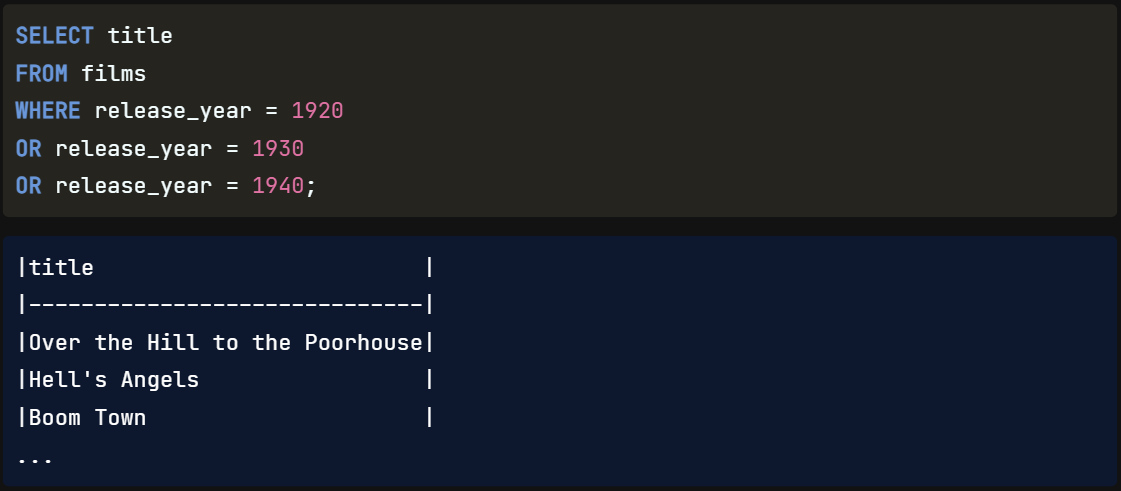 SELECT title
FROM films
WHERE release_year = 1920
OR release_year = 1930
OR release_year = 1940;
|title                         |
|------------------------------|
|Over the Hill to the Poorhouse|
|Hell's Angels                 |
|Boom Town                     |
...